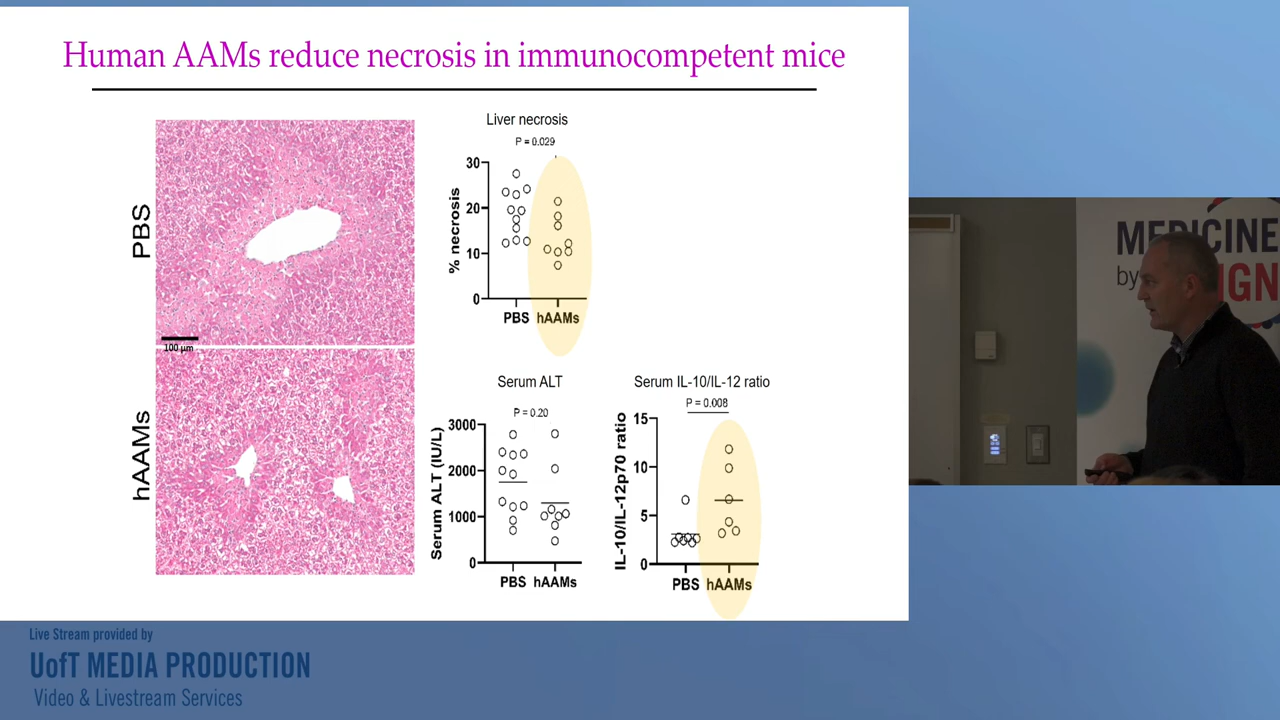 Human AAMs reduce necrosis in immunocompetent mice
PBS
100 µm
hAAMs
Liver necrosis
P = 0.029
% necrosis
30
20
10
0
PBS hAAMs
Serum ALT
P = 0.20
Serum ALT (IU/L)
3000
2000
1000
0
PBS hAAMs
Serum IL-10/IL-12 ratio
P = 0.008
IL-10/IL-12p70 ratio
15
10
5
0
PBS hAAMs
MEDICINE
by
IGN
Live Stream provided by
UofT MEDIA PRODUCTION
Video & Livestream Services